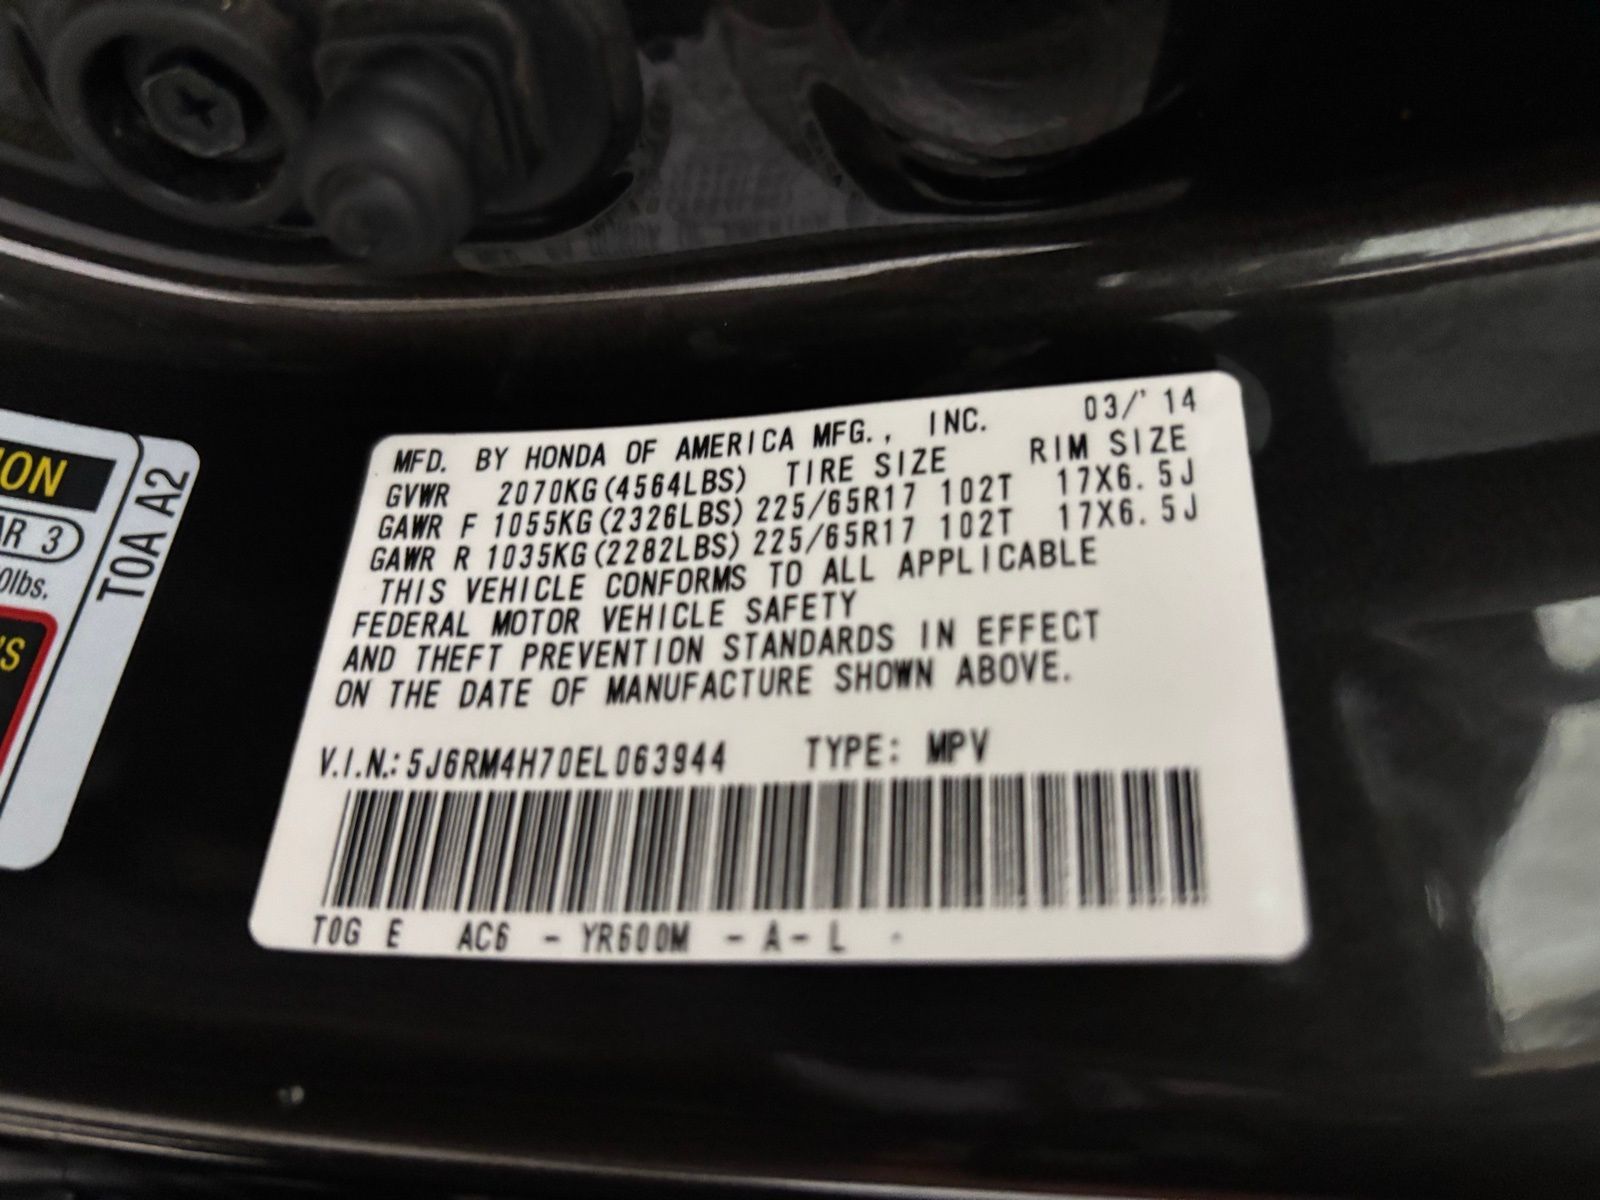 MFD. BY HONDA OF AMERICA MFG., INC. 03/'14
GVWR 2070KG(4564LBS) TIRE SIZE RIM SIZE
GAWR F 1055KG(2326LBS) 225/65R17 102T 17X6.5J
GAWR R 1035KG(2282LBS) 225/65R17 102T 17X6.5J
THIS VEHICLE CONFORMS TO ALL APPLICABLE
FEDERAL MOTOR VEHICLE SAFETY
AND THEFT PREVENTION STANDARDS IN EFFECT
ON THE DATE OF MANUFACTURE SHOWN ABOVE.
V.I.N.: 5J6RM4H70EL063944 TYPE: MPV
T0G E AC6 - YR600M - A - L
ION
AR 3
0lbs.
'S
T0A A2